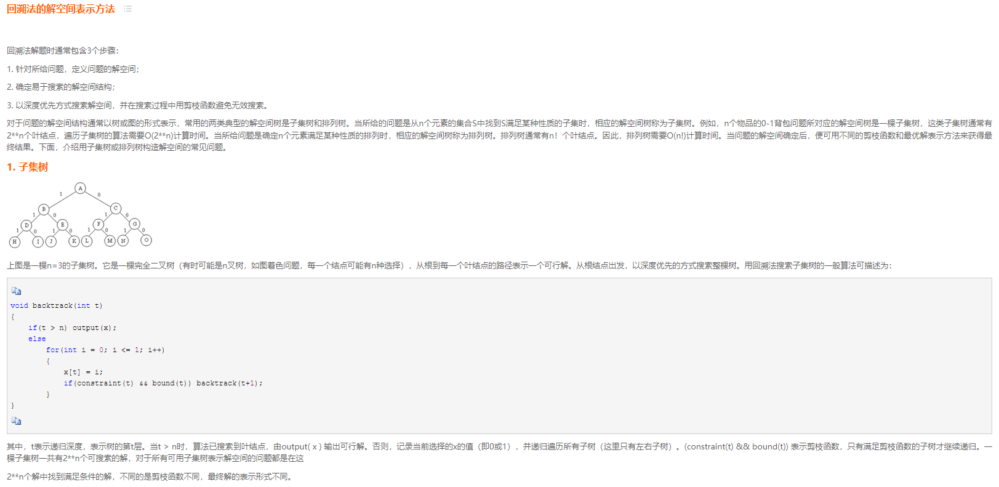 回溯法的解空间表示方法
回溯法解题时通常包含3个步骤：
1. 针对所给问题，定义问题的解空间；
2. 确定易于搜索的解空间结构；
3. 以深度优先方式搜索解空间，并在搜索过程中用剪枝函数避免无效搜索。
对于问题的解空间结构通常以树或图的形式表示，常用的两类典型的解空间树是子集树和排列树。当所给的问题是从n个元素的集合S中找到S满足某种性质的子集时，相应的解空间树称为子集树。例如，n个物品的0-1背包问题所对应的解空间树是一棵子集树，这类子集树通常有
2**n个叶结点，遍历子集树的算法需要O(2**n)计算时间。当所给问题是确定n个元素满足某种性质的排列时，相应的解空间树称为排列树。排列树通常有n！个叶结点。因此，排列树需要O(n!)计算时间。当问题的解空间确定后，便可用不同的剪枝函数和最优解表示方法来获得最
终结果。下面，介绍用子集树或排列树构造解空间的常见问题。
1. 子集树
A
1 0
B C
1 0 1 0
D E F G
1 0 1 0 1 0 1 0
H I J K L M N O
上图是一棵n=3的子集树。它是一棵完全二叉树（有时可能是n叉树，如图着色问题，每一个结点可能有n种选择），从根到每一个叶结点的路径表示一个可行解。从根结点出发，以深度优先的方式搜索整棵树。用回溯法搜索子集树的一般算法可描述为：
void backtrack(int t)
{
    if(t > n) output(x);
    else
        for(int i = 0; i <= 1; i++)
        {
            x[t] = i;
            if(constraint(t) && bound(t)) backtrack(t+1);
        }
}
其中，t表示递归深度，表示树的第t层。当t > n时，算法已搜索到叶结点，由output( x ) 输出可行解。否则，记录当前选择的x的值（即0或1），并递归遍历所有子树（这里只有左右子树）。(constraint(t) && bound(t)) 表示剪枝函数，只有满足剪枝函数的子树才继续递归。一
棵子集树一共有2**n个可搜索的解，对于所有可用子集树表示解空间的问题都是在这
2**n个解中找到满足条件的解，不同的是剪枝函数不同，最终解的表示形式不同。